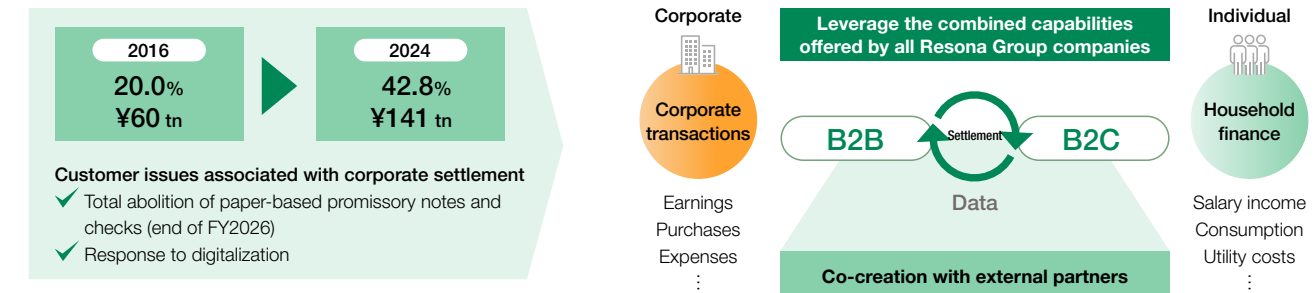 2016
20.0%
¥60 tn
2024
42.8%
¥141 tn
Customer issues associated with corporate settlement
Total abolition of paper-based promissory notes and
checks (end of FY2026)
Response to digitalization
Corporate
Corporate
transactions
Earnings
Purchases
Expenses
⋮
Leverage the combined capabilities
offered by all Resona Group companies
B2B
Settlement
B2C
Data
Co-creation with external partners
Individual
Household
finance
Salary income
Consumption
Utility costs
⋮